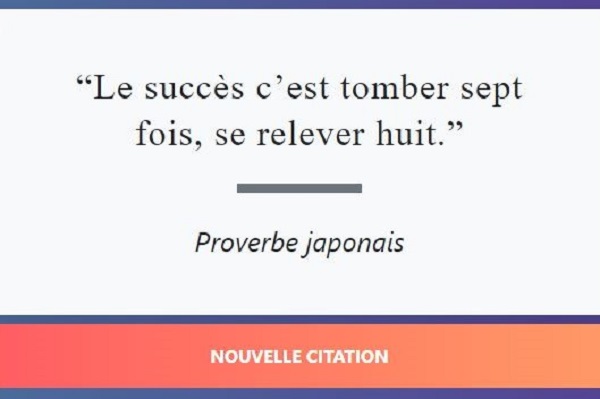 “Le succès c’est tomber sept
fois, se relever huit.”
Proverbe japonais
NOUVELLE CITATION